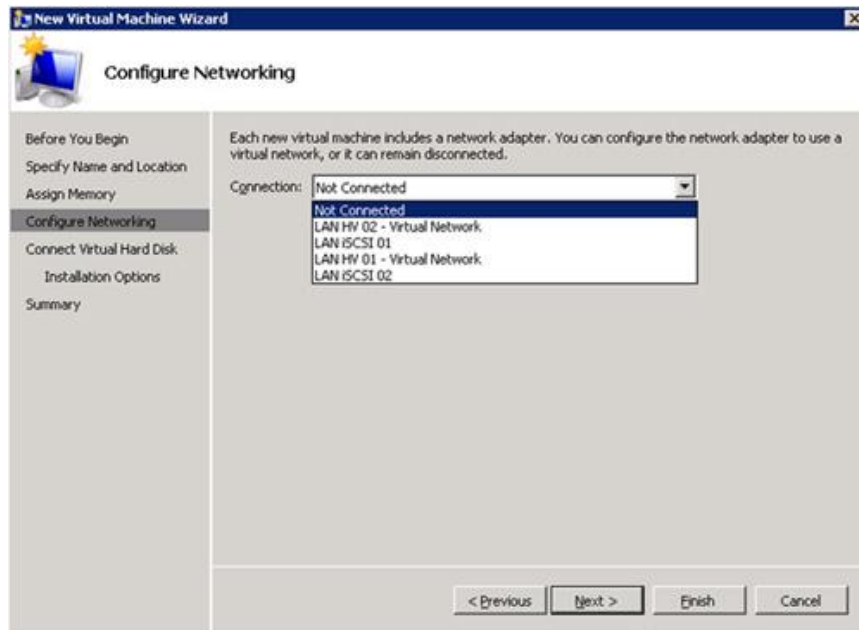 New Virtual Machine Wizard
Configure Networking
Before You Begin
Specify Name and Location
Assign Memory
Configure Networking
Connect Virtual Hard Disk
Installation Options
Summary
Each new virtual machine includes a network adapter. You can configure the network adapter to use a
virtual network, or it can remain disconnected.
Connection: Not Connected
Not Connected
LAN HV 02 - Virtual Network
LAN iSCSI 01
LAN HV 01 - Virtual Network
LAN iSCSI 02
< Previous
Next >
Finish
Cancel